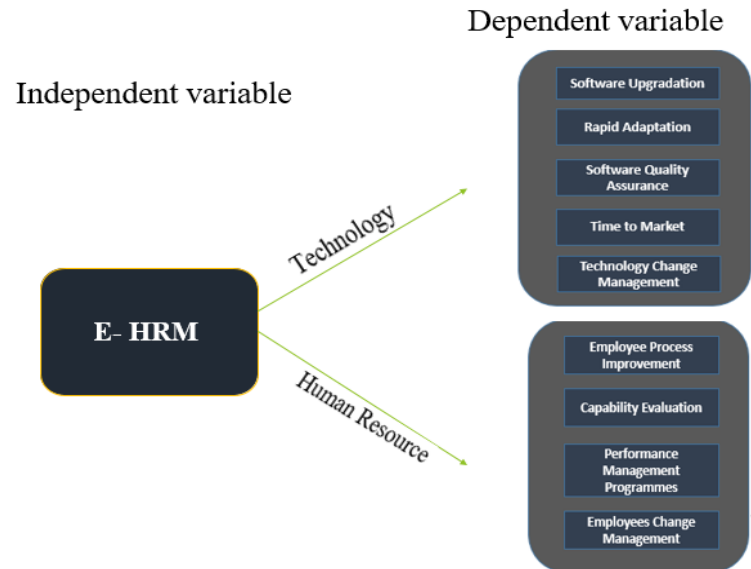 Dependent variable
Independent variable
Software Upgradation
Rapid Adaptation
Software Quality
Assurance
Time to Market
Technology Change
Management
Technology
E- HRM
Human Resource
Employee Process
Improvement
Capability Evaluation
Performance
Management
Programmes
Employees Change
Management